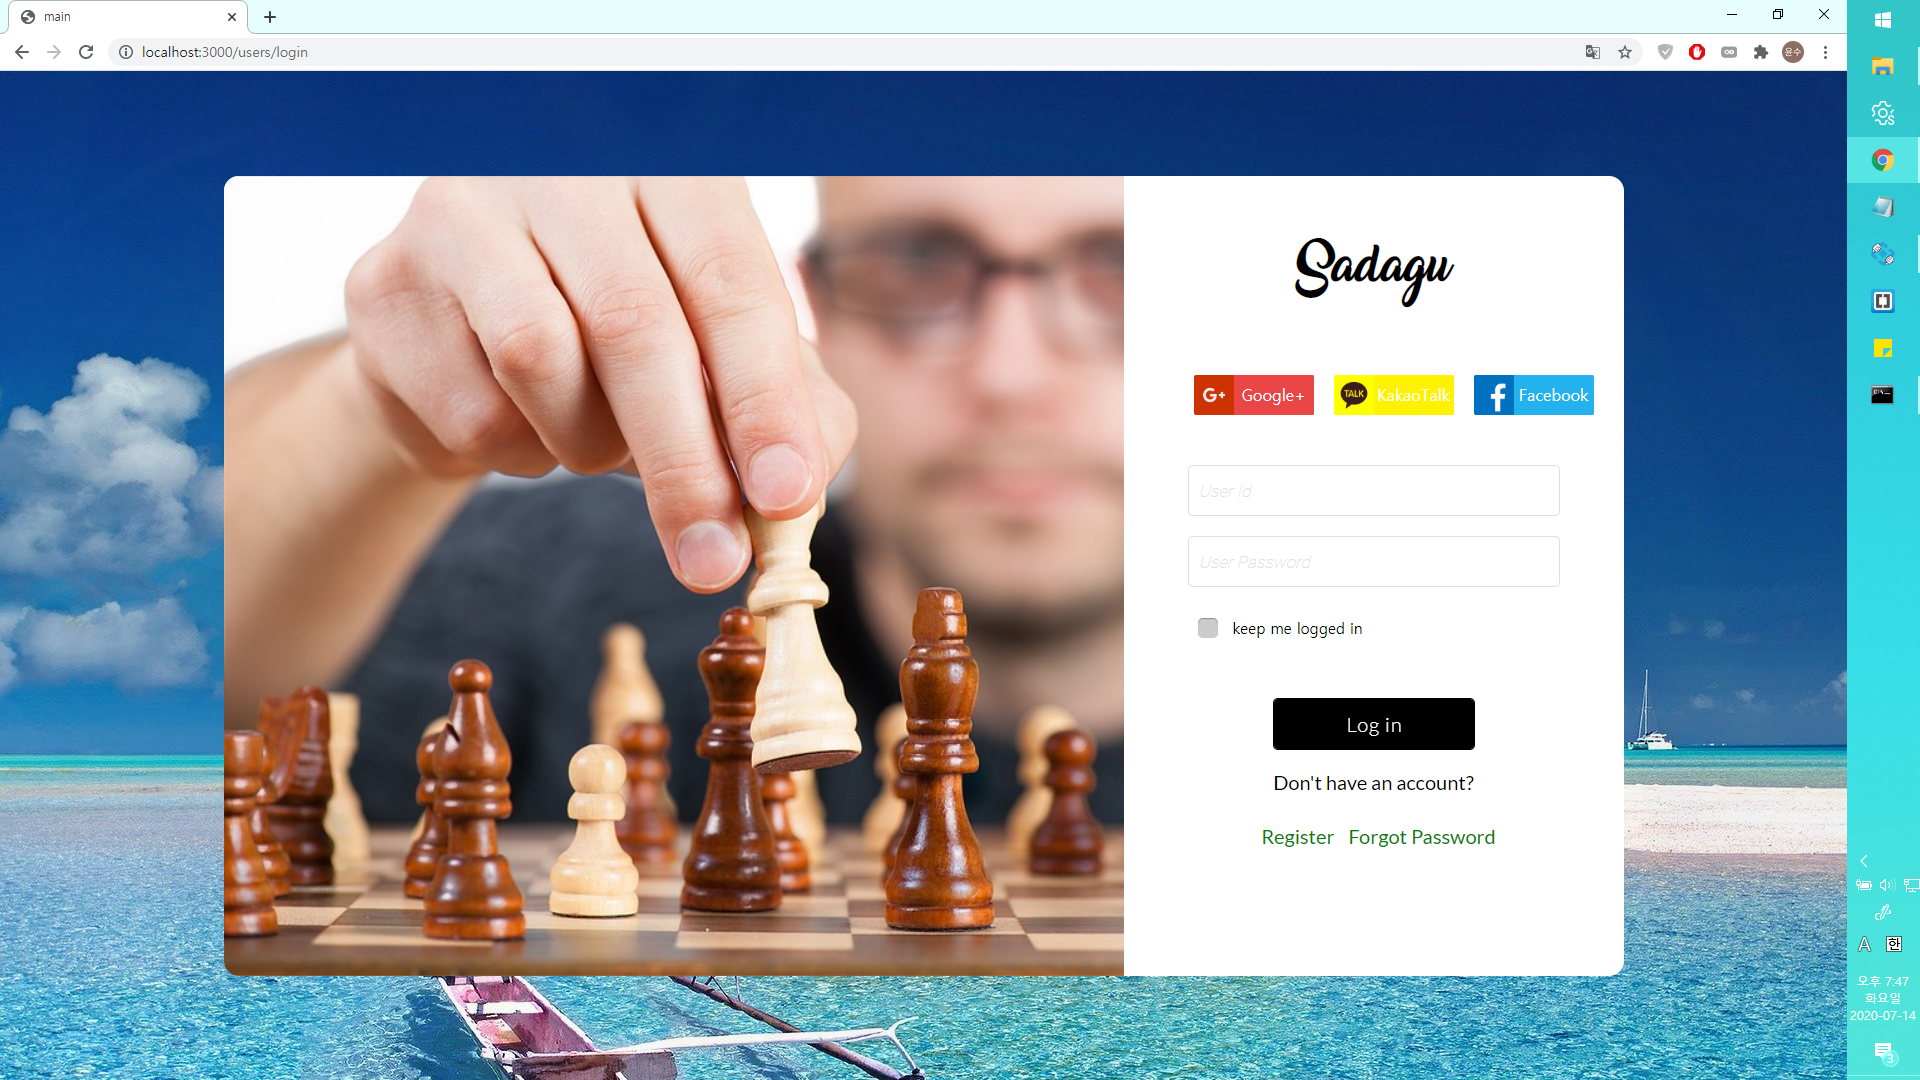 main
localhost:3000/users/login
윤수
Sadagu
G+ Google+
TALK KakaoTalk
f Facebook
User Id
User Password
keep me logged in
Log in
Don't have an account?
Register Forgot Password
A 한
오후 7:47
화요일
2020-07-14
3